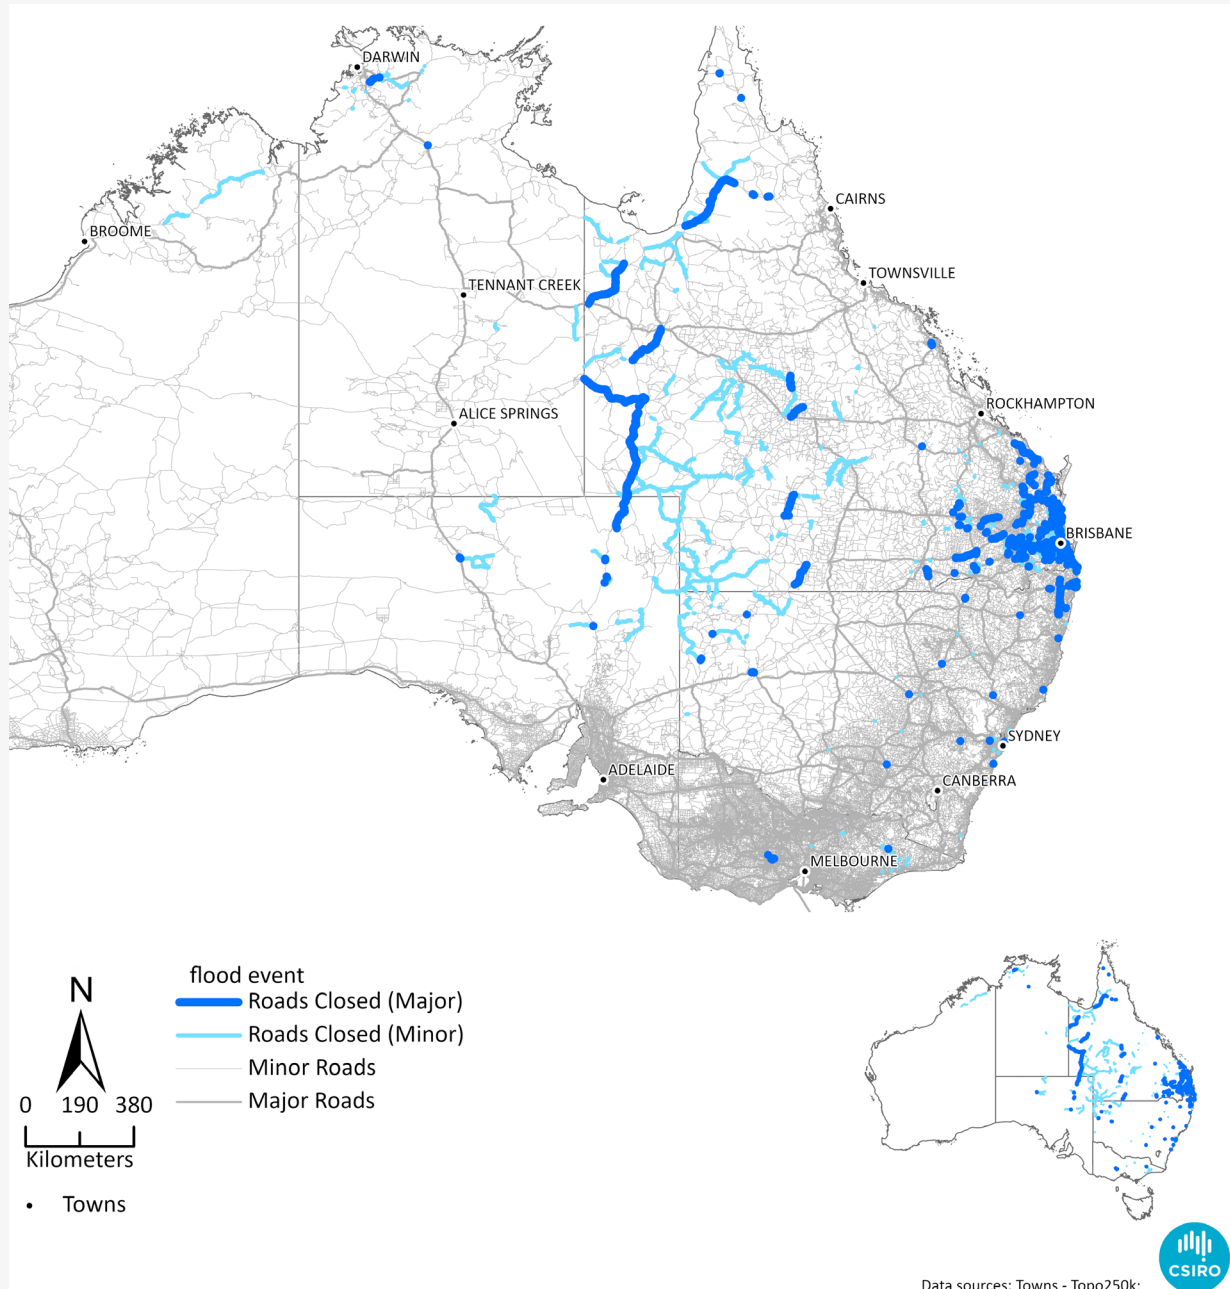 DARWIN
CAIRNS
BROOME
TOWNSVILLE
TENNANT CREEK
ROCKHAMPTON
ALICE SPRINGS
BRISBANE
SYDNEY
ADELAIDE
CANBERRA
MELBOURNE
N
0 190 380
Kilometers
Towns
flood event
Roads Closed (Major)
Roads Closed (Minor)
Minor Roads
Major Roads
CSIRO
Data sources: Towns - Topo250k;